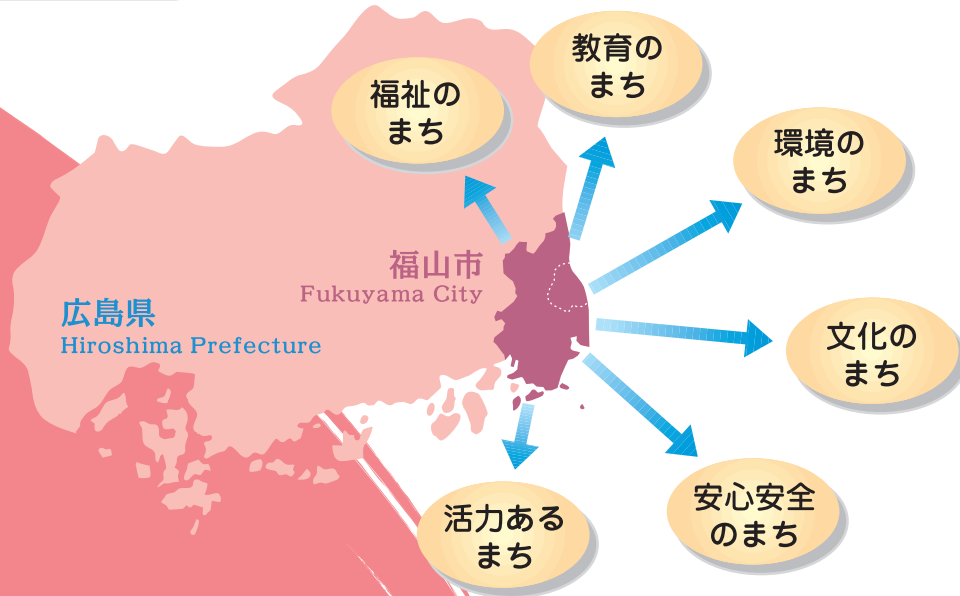 教育の
まち
福祉の
まち
環境の
まち
福山市
Fukuyama City
広島県
Hiroshima Prefecture
文化の
まち
活力ある
まち
安心安全
のまち